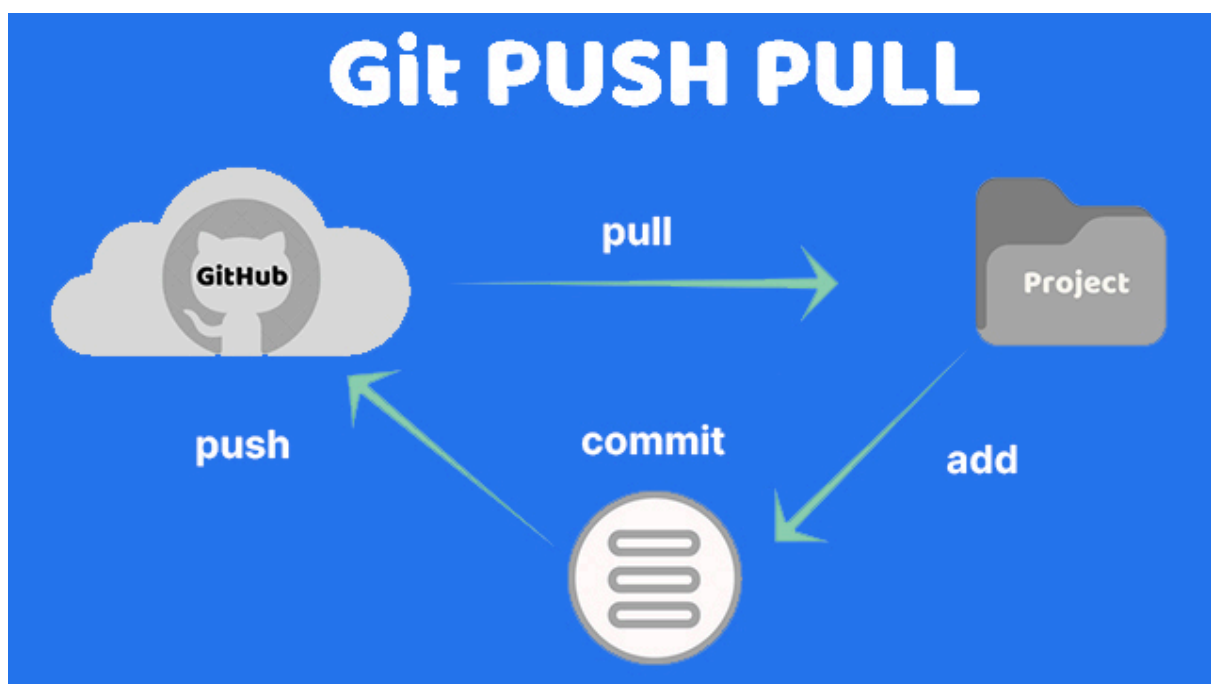 Git PUSH PULL
pull
GitHub
Project
push
commit
add